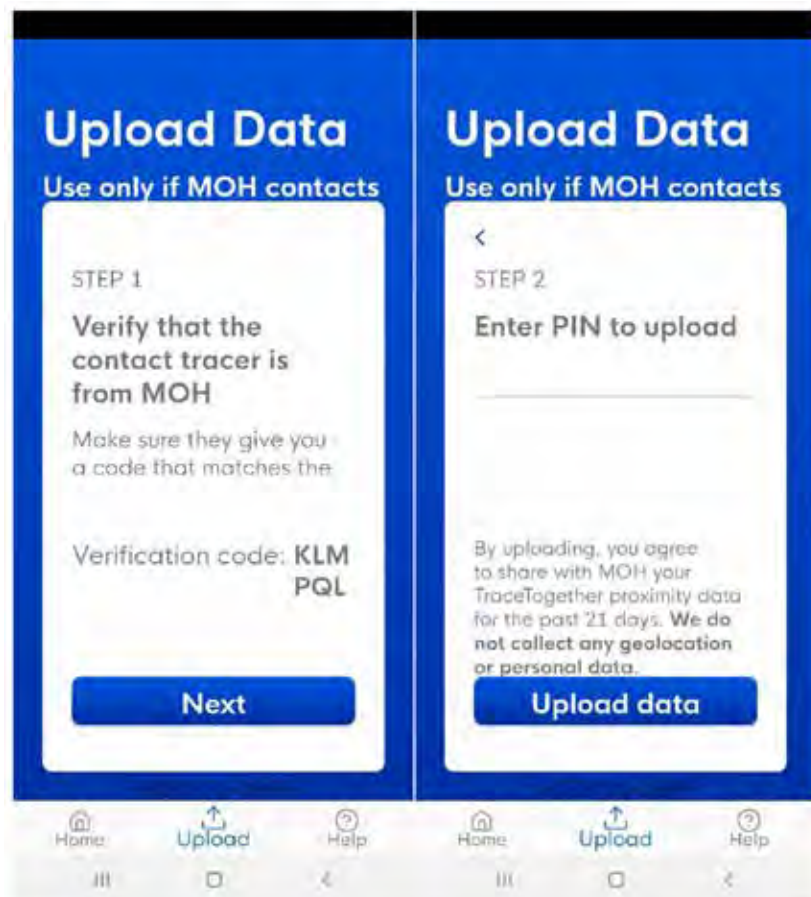 Upload Data
Use only if MOH contacts
STEP 1
Verify that the
contact tracer is
from MOH
Make sure they give you
a code that matches the
Verification code: KLM
PQL
Next
Home
Upload
Help
Upload Data
Use only if MOH contacts
STEP 2
Enter PIN to upload
By uploading, you agree
to share with MOH your
TraceTogether proximity data
for the past 21 days. We do
not collect any geolocation
or personal data.
Upload data
Home
Upload
Help